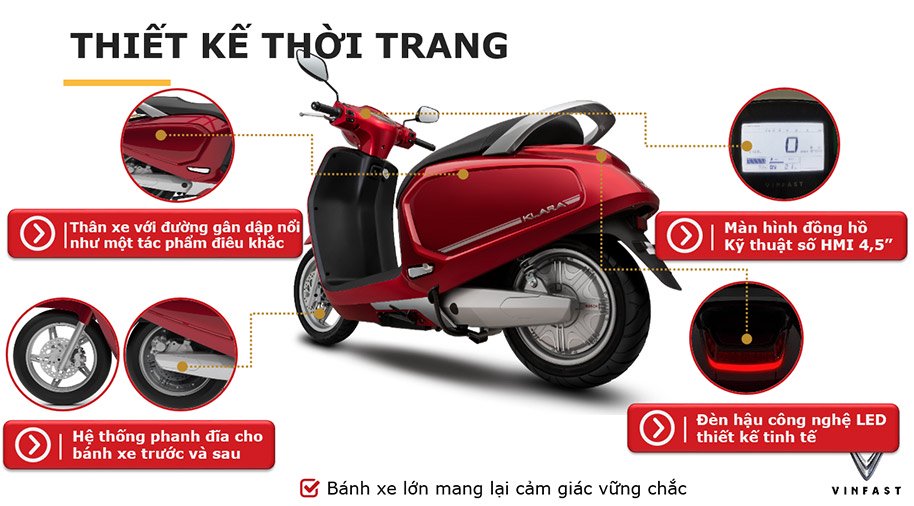 THIẾT KẾ THỜI TRANG
Thân xe với đường gân dập nổi
như một tác phẩm điêu khắc
Màn hình đồng hồ
Kỹ thuật số HMI 4,5”
0
VINFAST
KLARA
BOSCH
Hệ thống phanh đĩa cho
bánh xe trước và sau
Đèn hậu công nghệ LED
thiết kế tinh tế
Bánh xe lớn mang lại cảm giác vững chắc
VINFAST